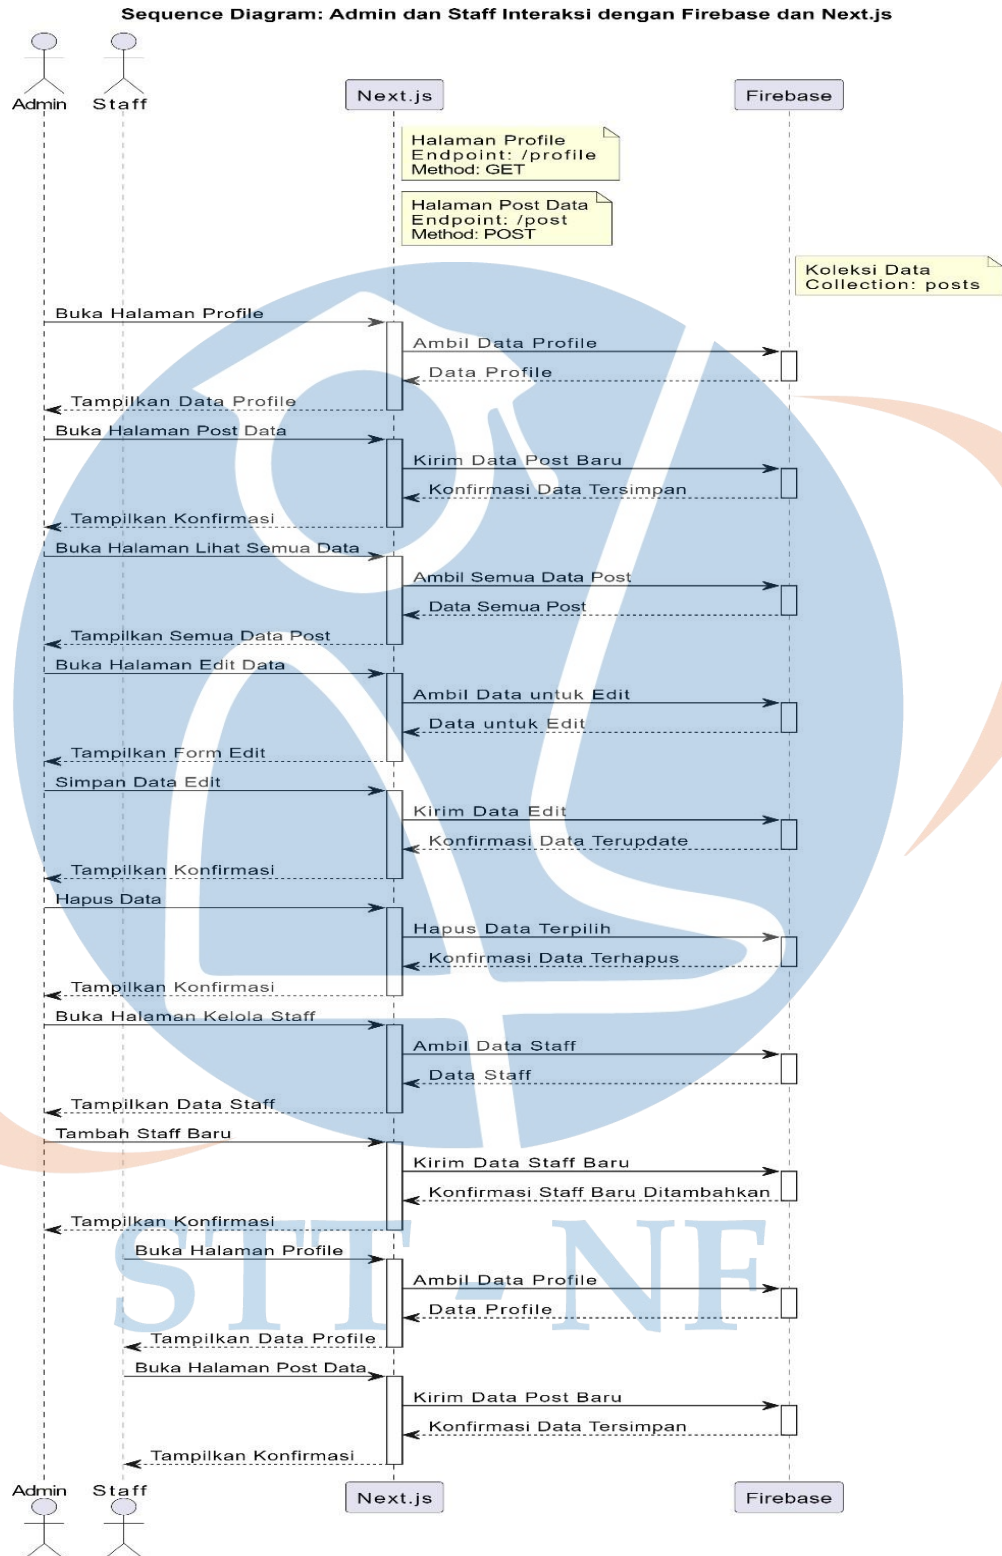 Sequence Diagram: Admin dan Staff Interaksi dengan Firebase dan Next.js
Admin
Staff
Next.js
Firebase
Halaman Profile
Endpoint: /profile
Method: GET
Halaman Post Data
Endpoint: /post
Method: POST
Koleksi Data
Collection: posts
Buka Halaman Profile
Ambil Data Profile
Data Profile
Tampilkan Data Profile
Buka Halaman Post Data
Kirim Data Post Baru
Konfirmasi Data Tersimpan
Tampilkan Konfirmasi
Buka Halaman Lihat Semua Data
Ambil Semua Data Post
Data Semua Post
Tampilkan Semua Data Post
Buka Halaman Edit Data
Ambil Data untuk Edit
Data untuk Edit
Tampilkan Form Edit
Simpan Data Edit
Kirim Data Edit
Konfirmasi Data Terupdate
Tampilkan Konfirmasi
Hapus Data
Hapus Data Terpilih
Konfirmasi Data Terhapus
Tampilkan Konfirmasi
Buka Halaman Kelola Staff
Ambil Data Staff
Data Staff
Tampilkan Data Staff
Tambah Staff Baru
Kirim Data Staff Baru
Konfirmasi Staff Baru Ditambahkan
Tampilkan Konfirmasi
STT - NF
Buka Halaman Profile
Ambil Data Profile
Data Profile
Tampilkan Data Profile
Buka Halaman Post Data
Kirim Data Post Baru
Konfirmasi Data Tersimpan
Tampilkan Konfirmasi
Admin
Staff
Next.js
Firebase